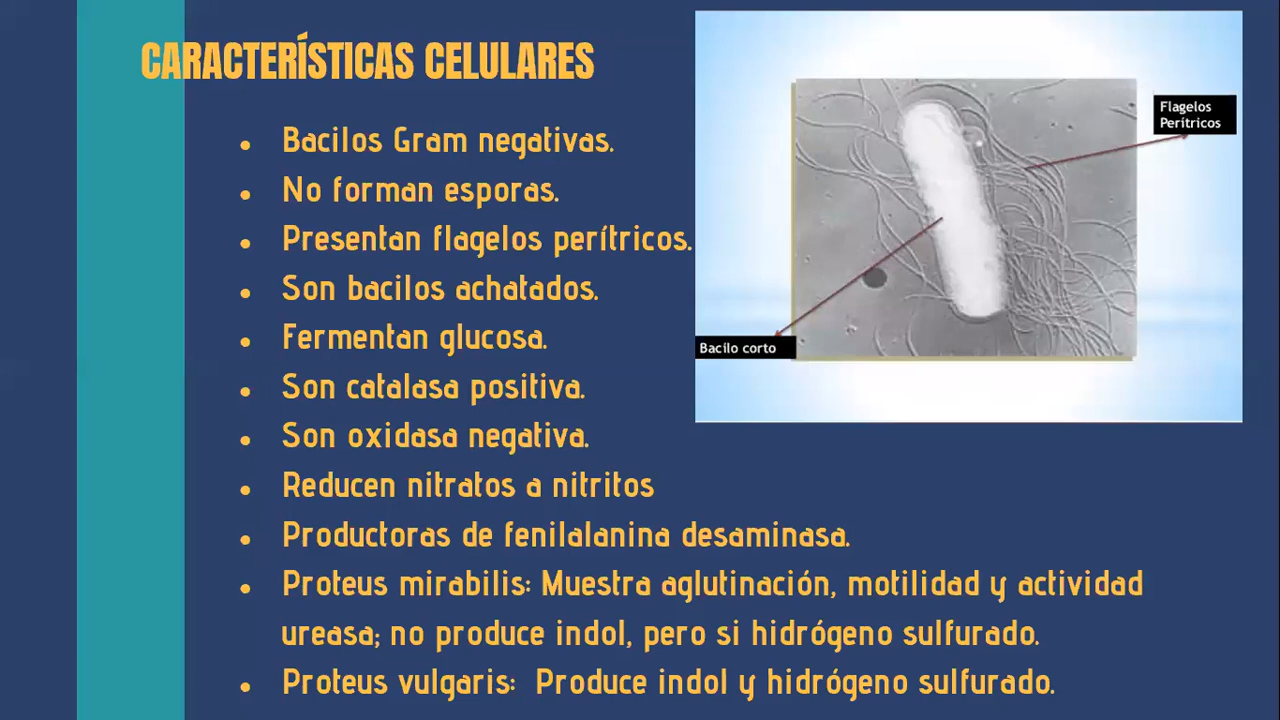 CARACTERÍSTICAS CELULARES
• Bacilos Gram negativas.
• No forman esporas.
• Presentan flagelos perítricos.
• Son bacilos achatados.
• Fermentan glucosa.
• Son catalasa positiva.
• Son oxidasa negativa.
• Reducen nitratos a nitritos
• Productoras de fenilalanina desaminasa.
• Proteus mirabilis: Muestra aglutinación, motilidad y actividad
ureasa; no produce indol, pero si hidrógeno sulfurado.
• Proteus vulgaris: Produce indol y hidrógeno sulfurado.
Flagelos
Perítricos
Bacilo corto